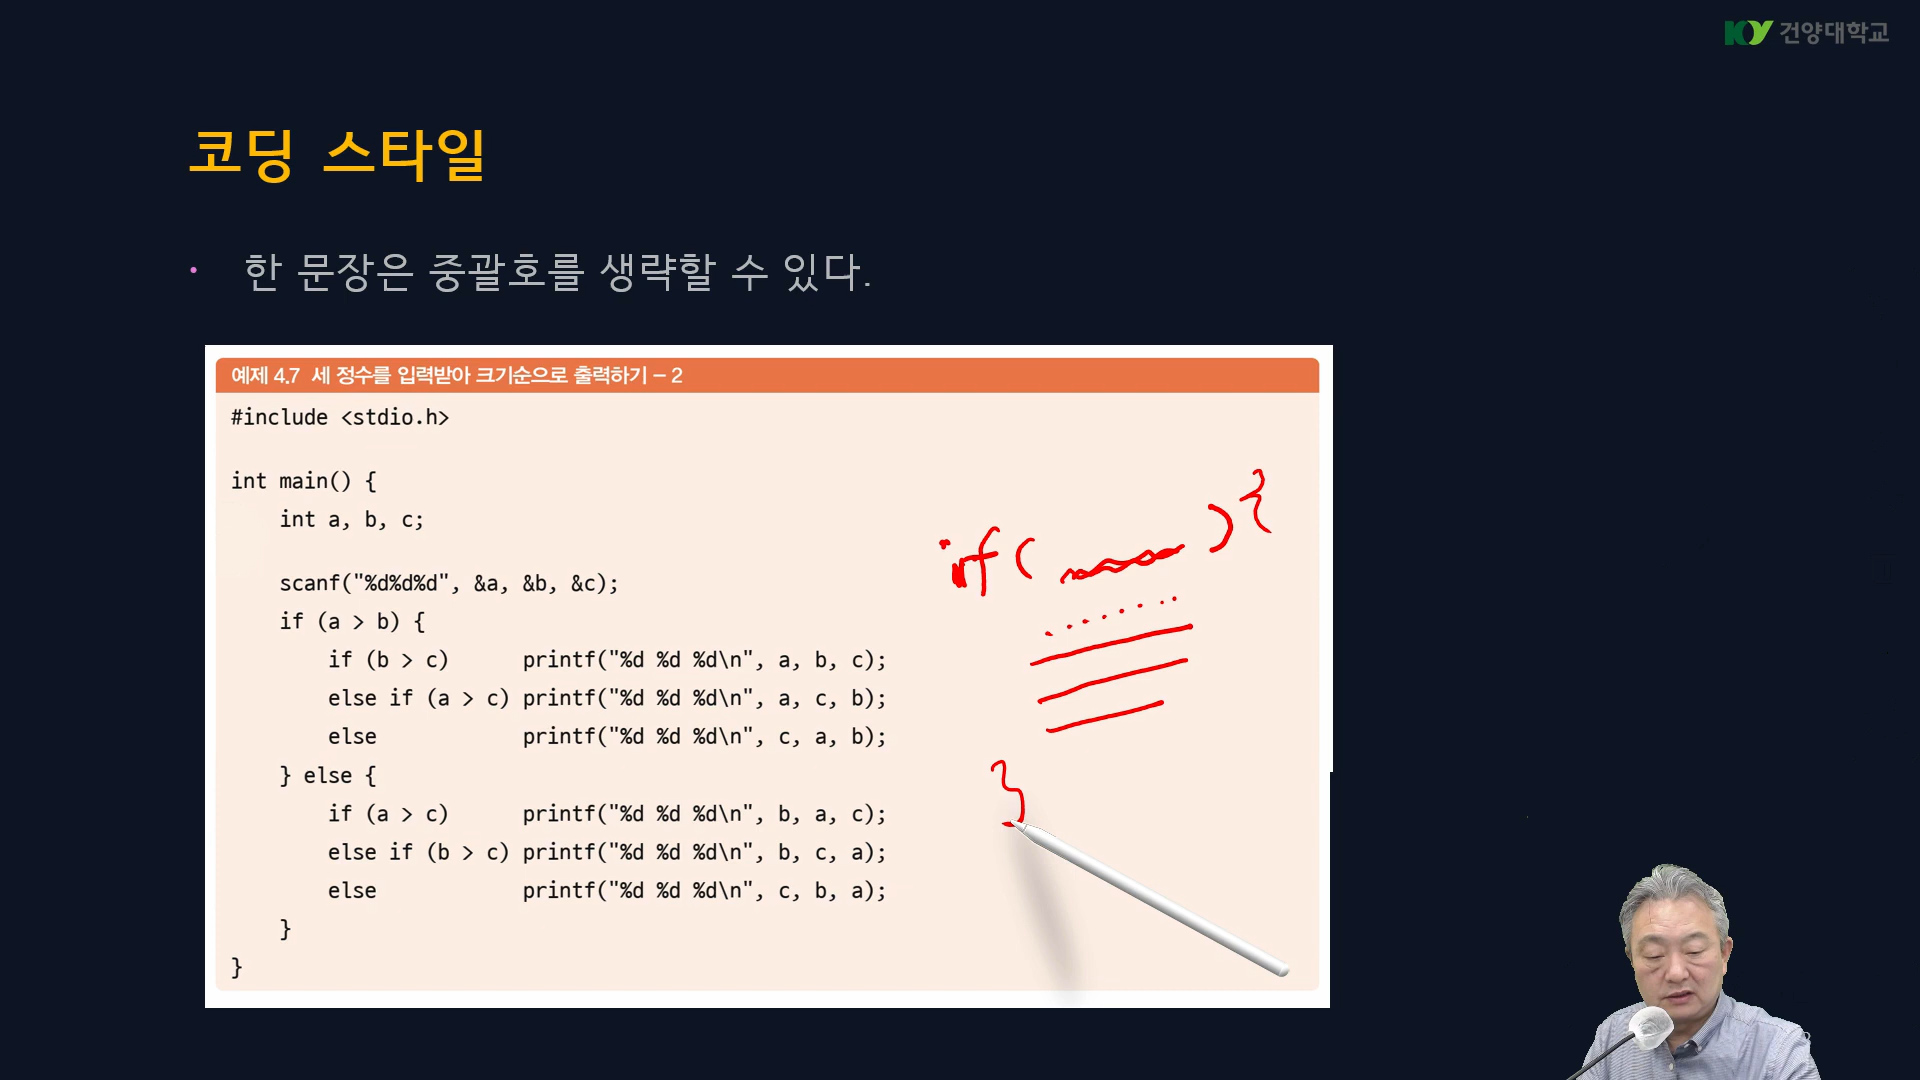 KY 건양대학교
코딩 스타일
• 한 문장은 중괄호를 생략할 수 있다.
예제 4.7 세 정수를 입력받아 크기순으로 출력하기 – 2
#include <stdio.h>
int main() {
    int a, b, c;
    scanf("%d%d%d", &a, &b, &c);
    if (a > b) {
        if (b > c)      printf("%d %d %d\n", a, b, c);
        else if (a > c) printf("%d %d %d\n", a, c, b);
        else            printf("%d %d %d\n", c, a, b);
    } else {
        if (a > c)      printf("%d %d %d\n", b, a, c);
        else if (b > c) printf("%d %d %d\n", b, c, a);
        else            printf("%d %d %d\n", c, b, a);
    }
}
if (        ) {
}